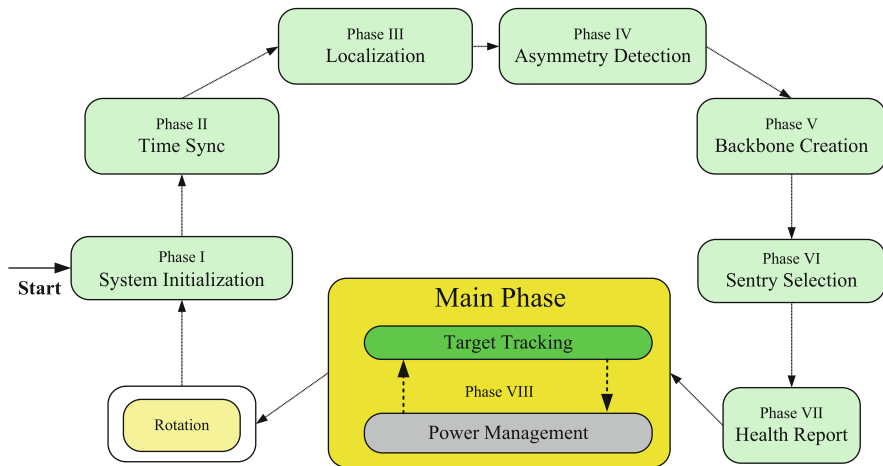 Phase III
Localization
Phase IV
Asymmetry Detection
Phase II
Time Sync
Phase V
Backbone Creation
Phase I
System Initialization
Start
Phase VI
Sentry Selection
Main Phase
Target Tracking
Phase VIII
Power Management
Rotation
Phase VII
Health Report